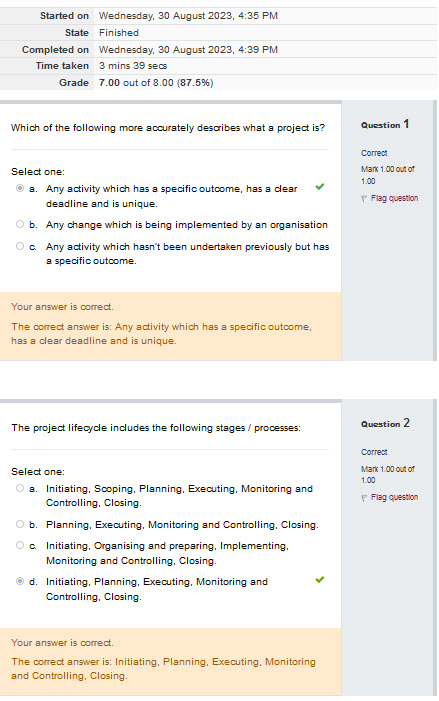 Started on Wednesday, 30 August 2023, 4:35 PM
State Finished
Completed on Wednesday, 30 August 2023, 4:39 PM
Time taken 3 mins 39 secs
Grade 7.00 out of 8.00 (87.5%)
Question 1
Correct
Mark 1.00 out of
1.00
Flag question
Which of the following more accurately describes what a project is?
Select one:
a. Any activity which has a specific outcome, has a clear
deadline and is unique.
b. Any change which is being implemented by an organisation
c. Any activity which hasn't been undertaken previously but has
a specific outcome.
Your answer is correct.
The correct answer is: Any activity which has a specific outcome,
has a clear deadline and is unique.
Question 2
Correct
Mark 1.00 out of
1.00
Flag question
The project lifecycle includes the following stages / processes:
Select one:
a. Initiating, Scoping, Planning, Executing, Monitoring and
Controlling, Closing.
b. Planning, Executing, Monitoring and Controlling, Closing.
c. Initiating, Organising and preparing, Implementing,
Monitoring and Controlling, Closing.
d. Initiating, Planning, Executing, Monitoring and
Controlling, Closing.
Your answer is correct.
The correct answer is: Initiating, Planning, Executing, Monitoring
and Controlling, Closing.